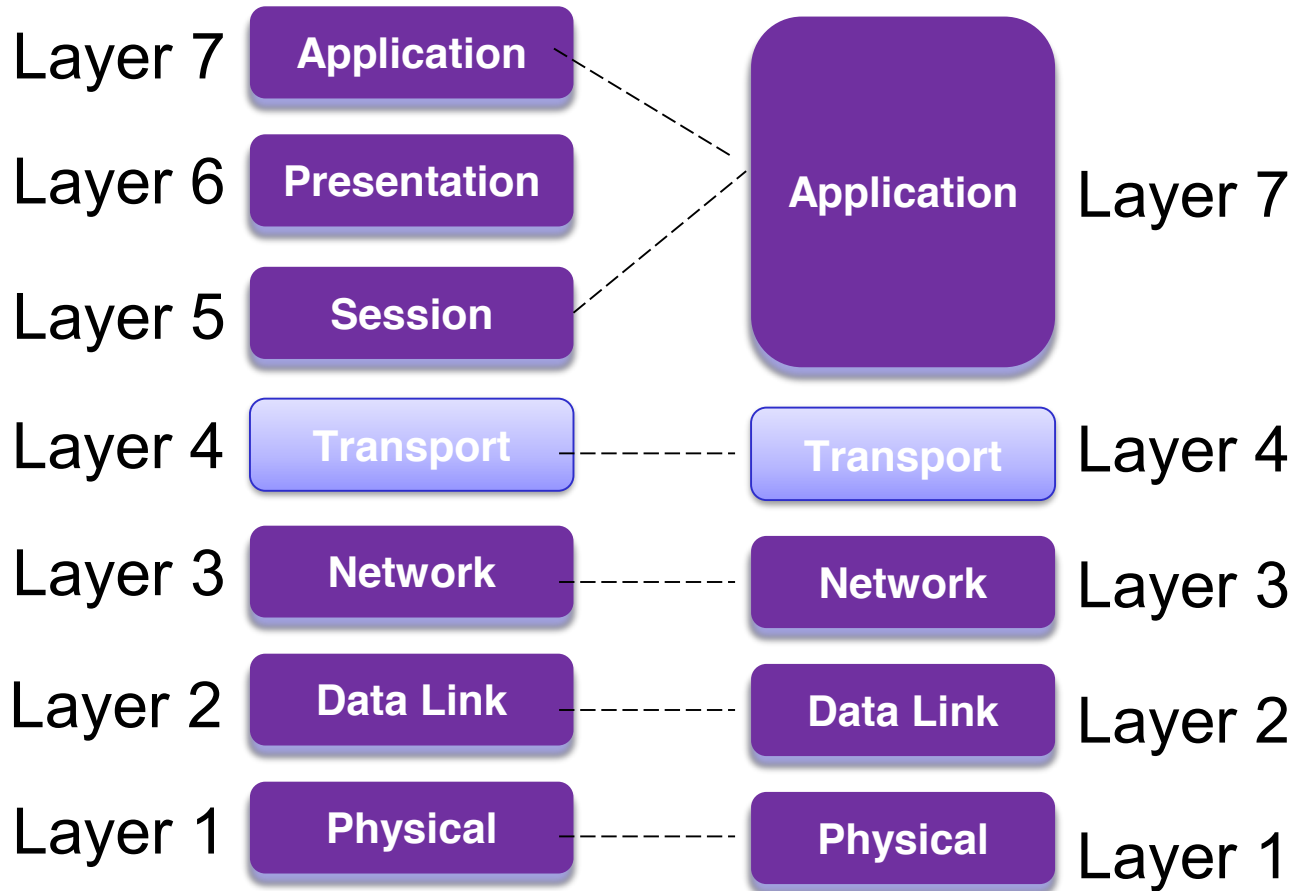 Layer 7 Application
Layer 6 Presentation
Application Layer 7
Layer 5 Session
Layer 4 Transport Transport Layer 4
Layer 3 Network Network Layer 3
Layer 2 Data Link Data Link Layer 2
Layer 1 Physical Physical Layer 1